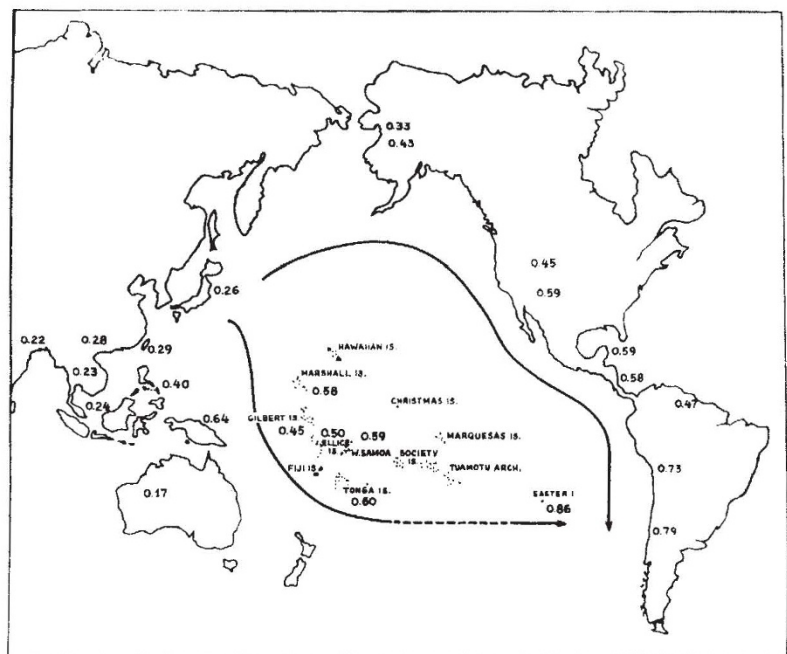 0.33
0.43
0.45
0.59
0.26
0.22
0.28
0.29
0.23
0.40
0.24
0.64
0.17
HAWAIIAN IS.
MARSHALL IS.
0.58
CHRISTMAS IS.
GILBERT IS.
0.45
0.50
0.59
ELLICE
IS.
W.SAMOA
SOCIETY
IS.
MARQUESAS IS.
FIJI IS.
TUAMOTU ARCH.
TONGA IS.
0.60
EASTER I
0.86
0.59
0.58
0.47
0.73
0.79